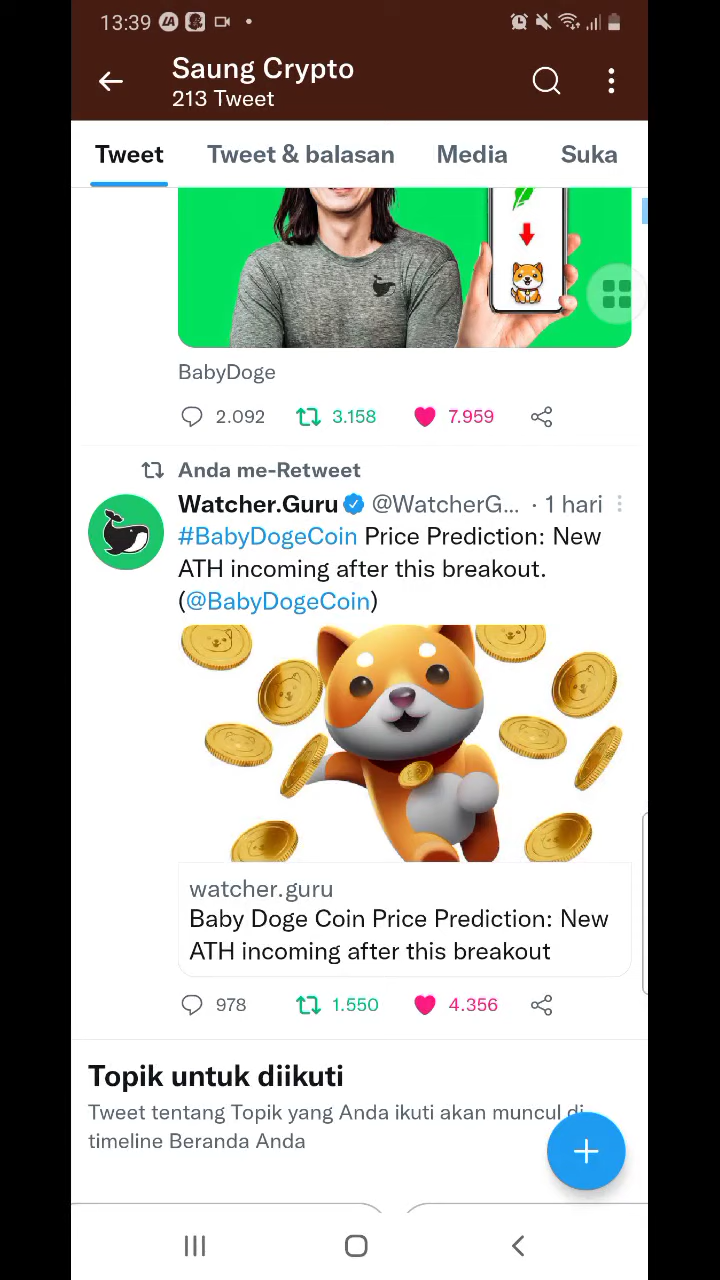 13:39
Saung Crypto
213 Tweet
Tweet
Tweet & balasan
Media
Suka
BabyDoge
2.092
3.158
7.959
Anda me-Retweet
Watcher.Guru @WatcherG... · 1 hari
#BabyDogeCoin Price Prediction: New
ATH incoming after this breakout.
(@BabyDogeCoin)
watcher.guru
Baby Doge Coin Price Prediction: New
ATH incoming after this breakout
978
1.550
4.356
Topik untuk diikuti
Tweet tentang Topik yang Anda ikuti akan muncul di
timeline Beranda Anda